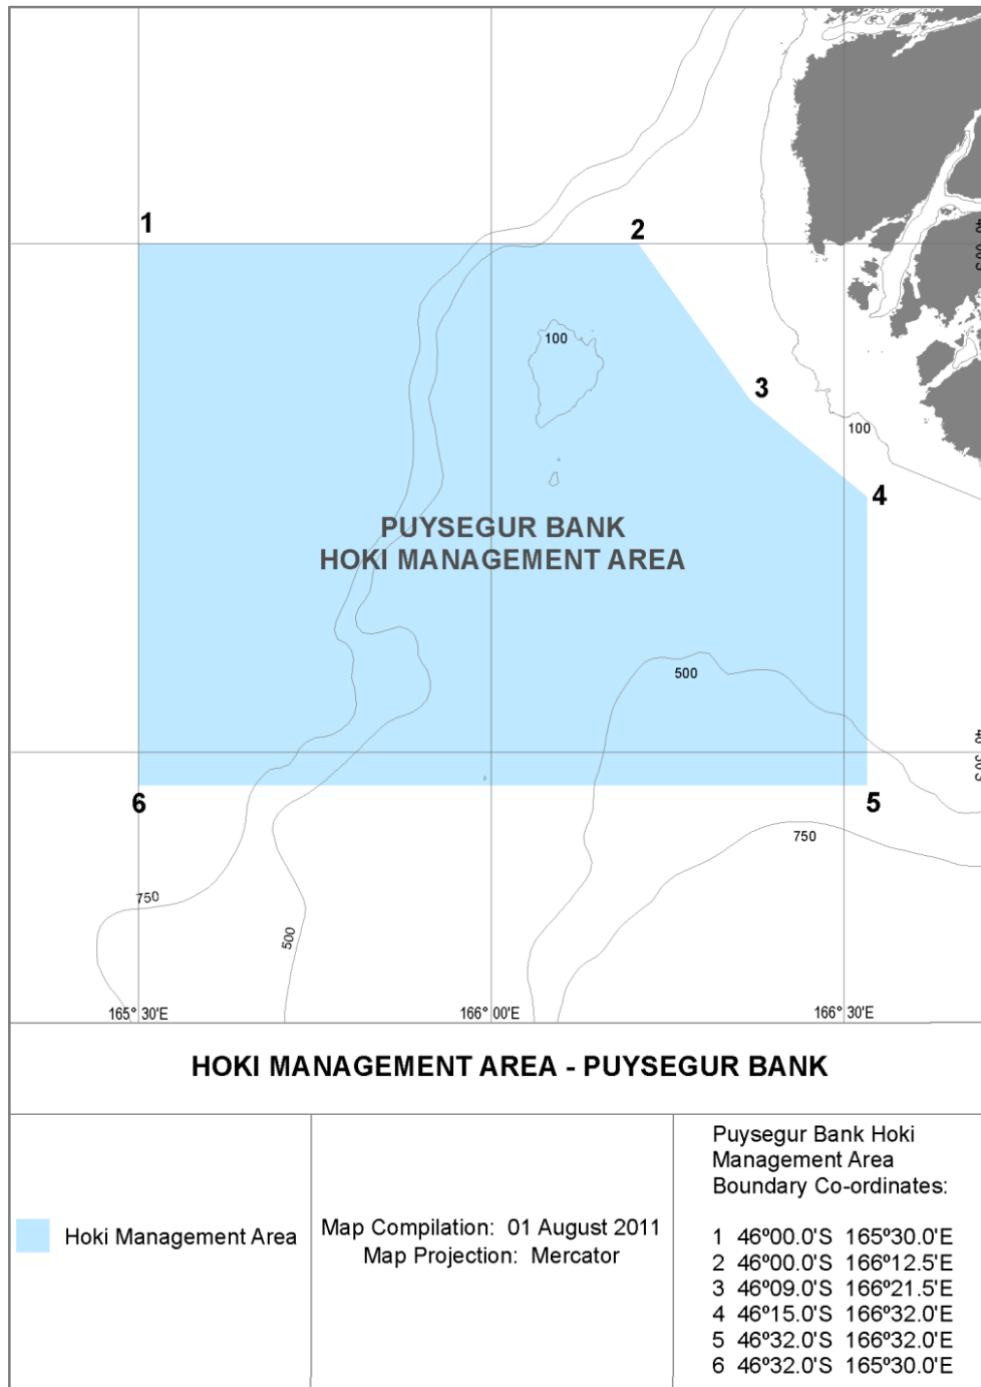 1
2
100
3
100
4
PUYSEGUR BANK
HOKI MANAGEMENT AREA
500
6
5
750
750
500
165° 30'E
166° 00'E
166° 30'E
HOKI MANAGEMENT AREA - PUYSEGUR BANK
Hoki Management Area
Map Compilation: 01 August 2011
Map Projection: Mercator
Puysegur Bank Hoki
Management Area
Boundary Co-ordinates:
1 46º00.0'S 165º30.0'E
2 46º00.0'S 166º12.5'E
3 46º09.0'S 166º21.5'E
4 46º15.0'S 166º32.0'E
5 46º32.0'S 166º32.0'E
6 46º32.0'S 165º30.0'E